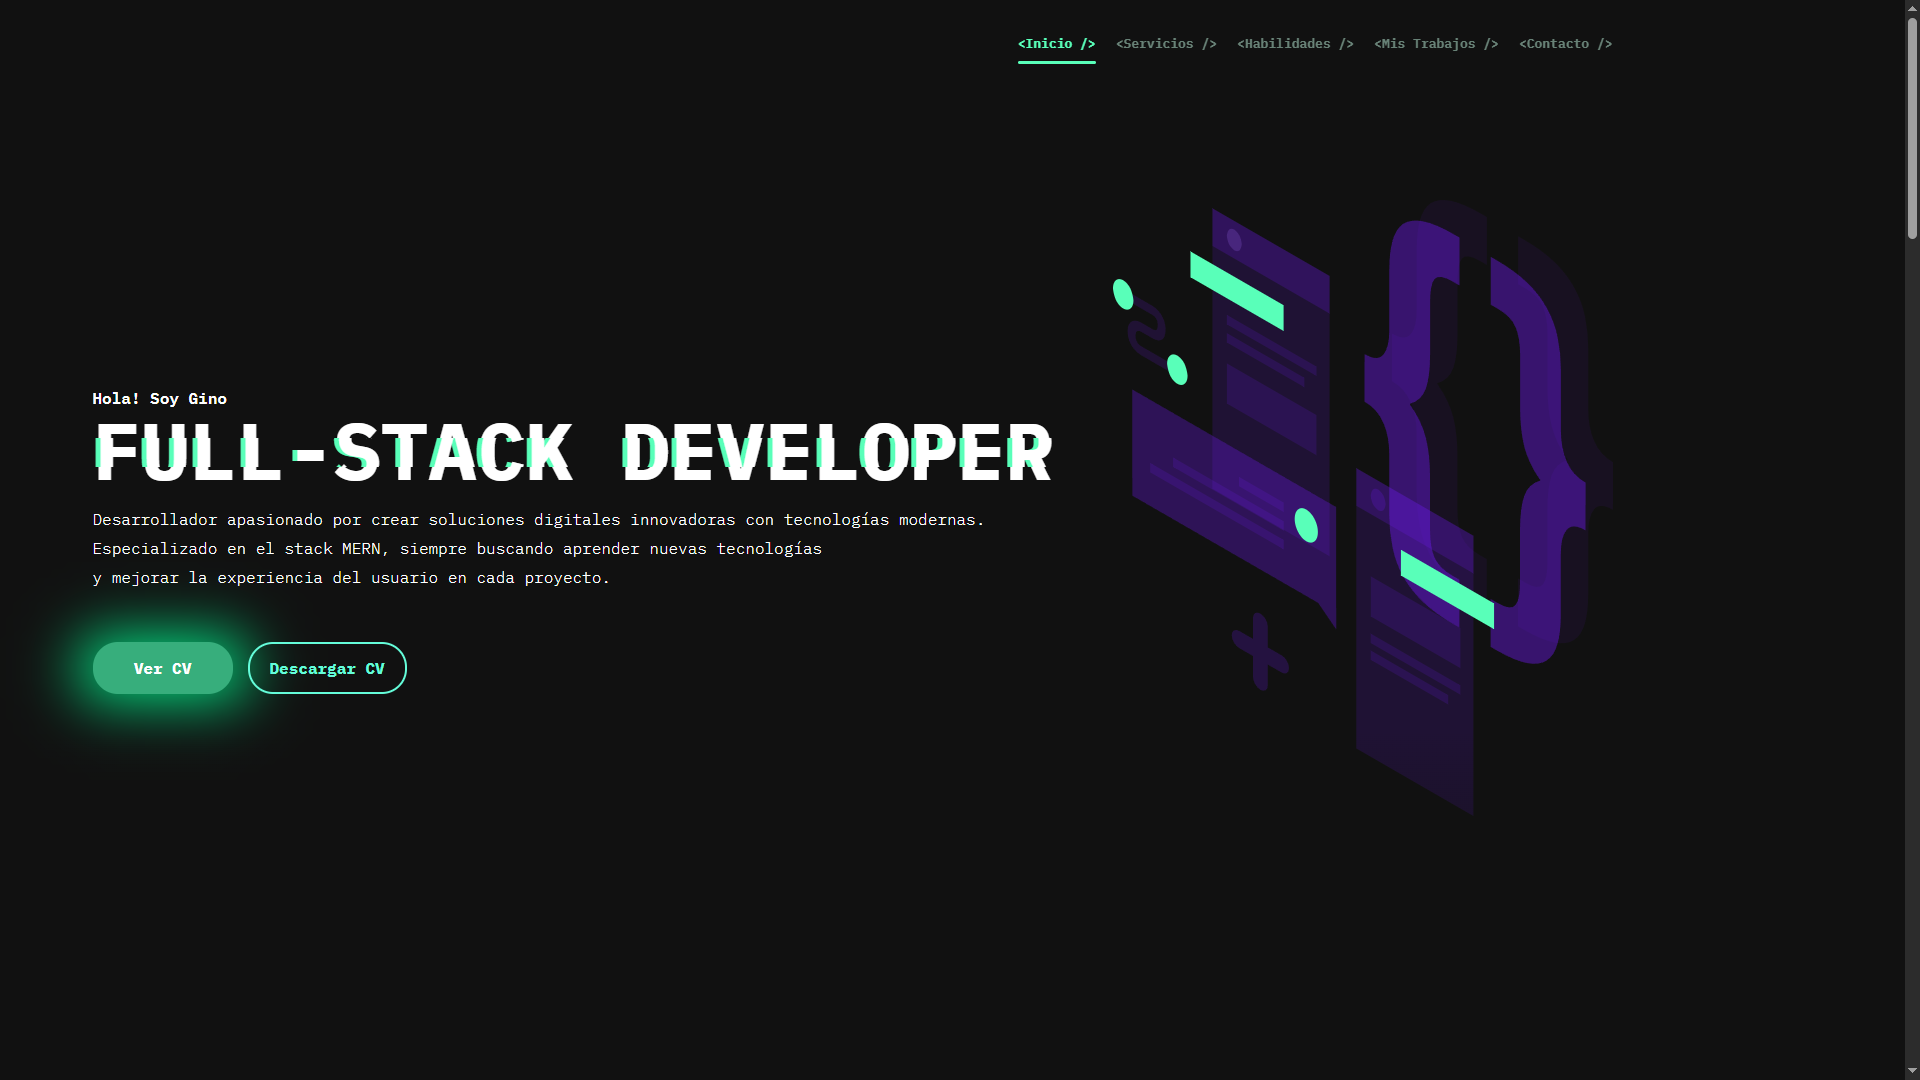 <Inicio /> <Servicios /> <Habilidades /> <Mis Trabajos /> <Contacto />
Hola! Soy Gino
FULL-STACK DEVELOPER
Desarrollador apasionado por crear soluciones digitales innovadoras con tecnologías modernas.
Especializado en el stack MERN, siempre buscando aprender nuevas tecnologías
y mejorar la experiencia del usuario en cada proyecto.
Ver CV Descargar CV